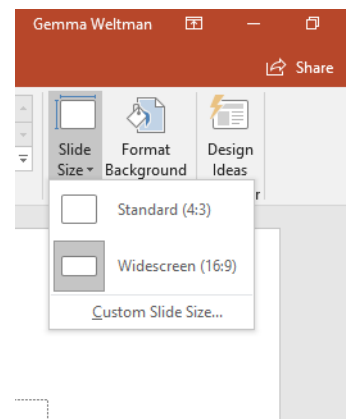 Gemma Weltman
Share
Slide Size
Format Background
Design Ideas
r
Standard (4:3)
Widescreen (16:9)
Custom Slide Size...